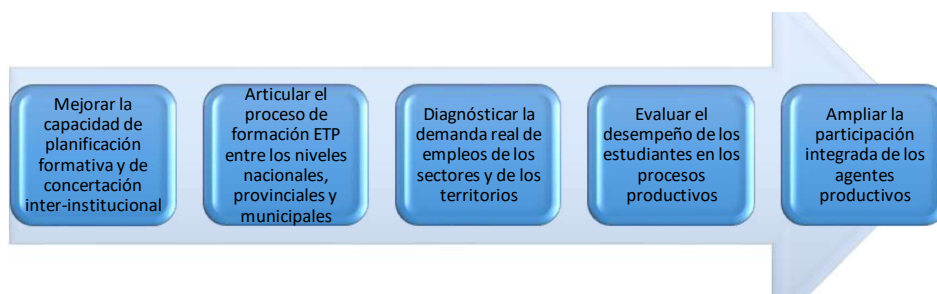 Mejorar la
capacidad de
planificación
formativa y de
concertación
inter-institucional
Articular el
proceso de
formación ETP
entre los niveles
nacionales,
provinciales y
municipales
Diagnósticar la
demanda real de
empleos de los
sectores y de los
territorios
Evaluar el
desempeño de los
estudiantes en los
procesos
productivos
Ampliar la
participación
integrada de los
agentes
productivos